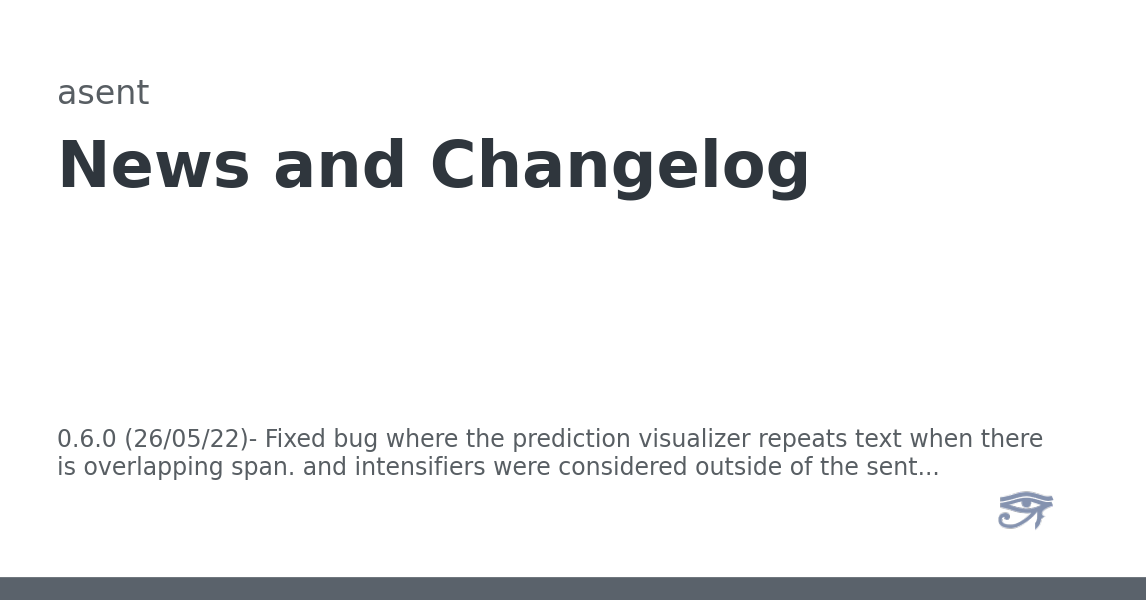 asent
News and Changelog
0.6.0 (26/05/22)- Fixed bug where the prediction visualizer repeats text when there
is overlapping span. and intensifiers were considered outside of the sent...